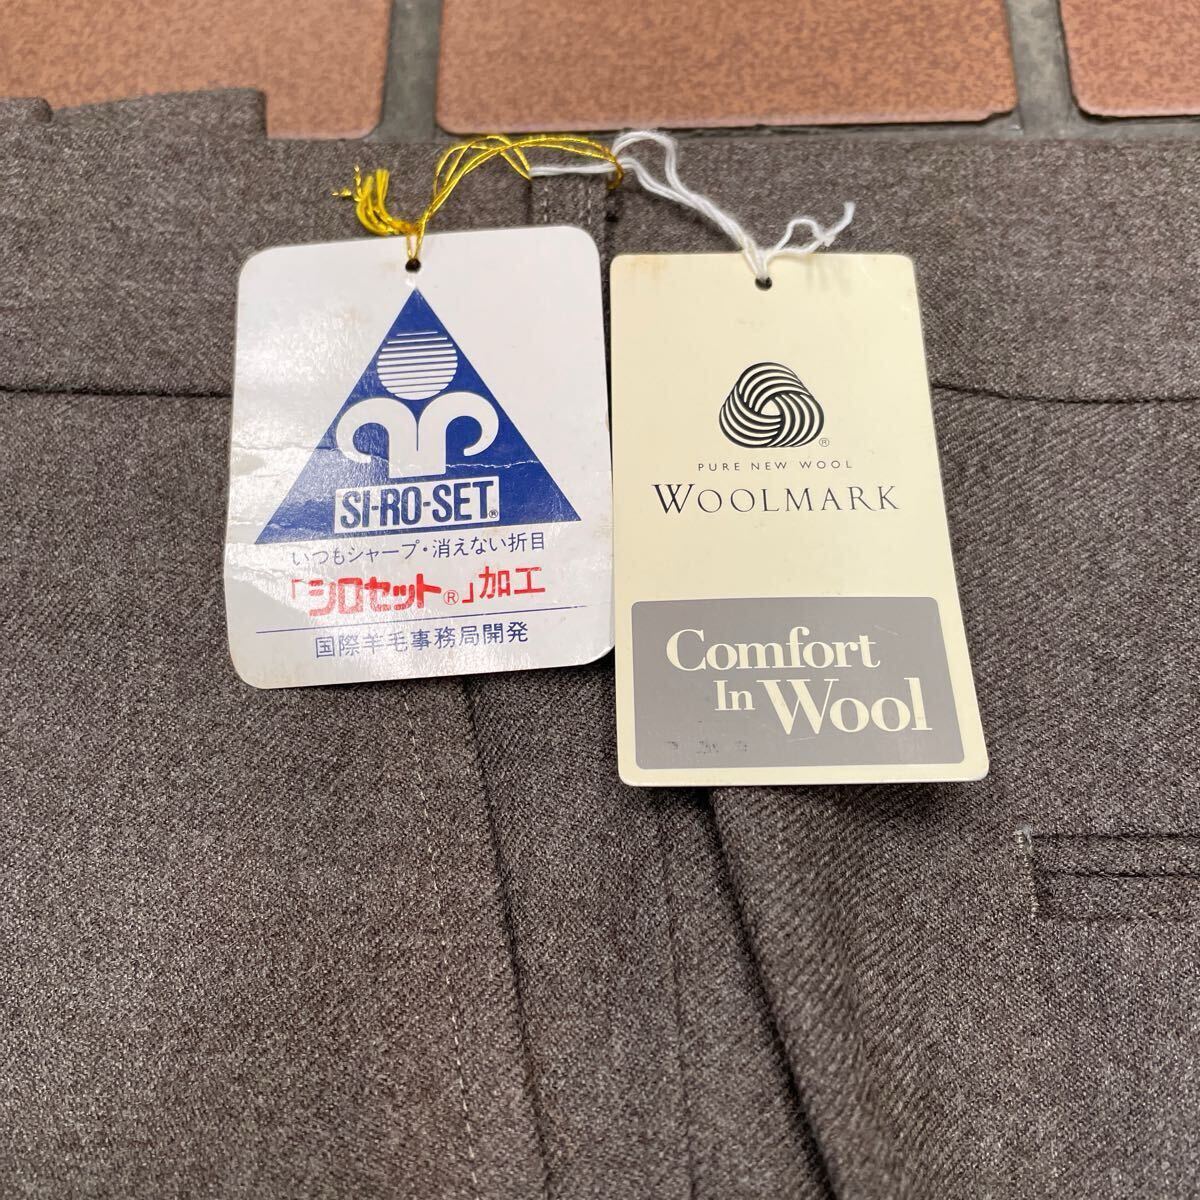 SI-RO-SET®
いつもシャープ・消えない折目
「シロセット®」加工
国際羊毛事務局開発
®
PURE NEW WOOL
WOOLMARK
Comfort
In Wool